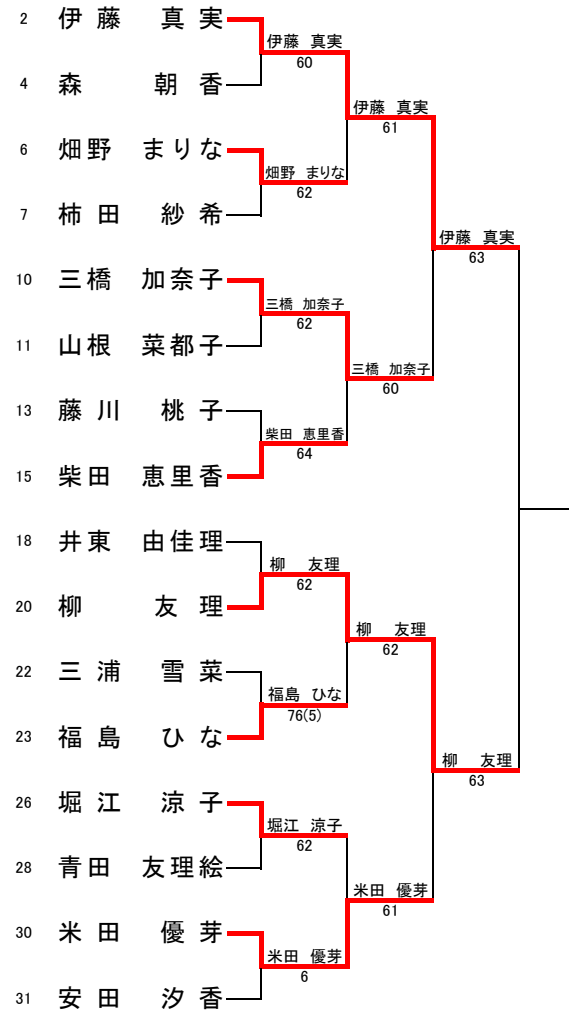 2 伊藤 真実
4 森 朝香
6 畑野 まりな
7 柿田 紗希
10 三橋 加奈子
11 山根 菜都子
13 藤川 桃子
15 柴田 恵里香
18 井東 由佳理
20 柳 友理
22 三浦 雪菜
23 福島 ひな
26 堀江 涼子
28 青田 友理絵
30 米田 優芽
31 安田 汐香
伊藤 真実
60
畑野 まりな
62
三橋 加奈子
62
柴田 恵里香
64
柳 友理
62
福島 ひな
76(5)
堀江 涼子
62
米田 優芽
6
伊藤 真実
61
三橋 加奈子
60
柳 友理
62
米田 優芽
61
伊藤 真実
63
柳 友理
63